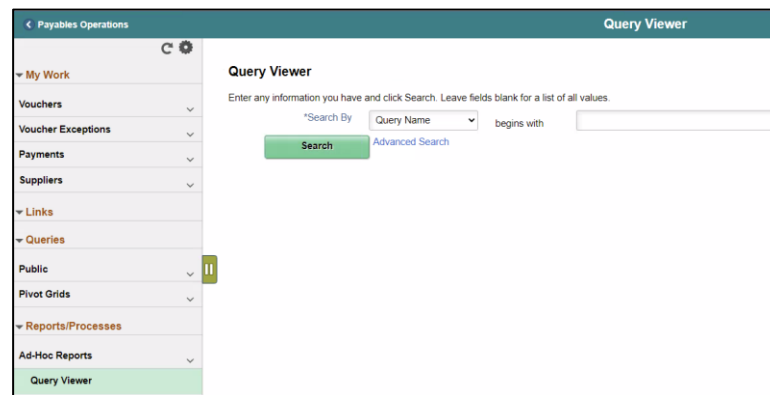 Payables Operations
Query Viewer
My Work
Vouchers
Voucher Exceptions
Payments
Suppliers
Links
Queries
Public
Pivot Grids
Reports/Processes
Ad-Hoc Reports
Query Viewer
Query Viewer
Enter any information you have and click Search. Leave fields blank for a list of all values.
*Search By Query Name begins with
Search Advanced Search